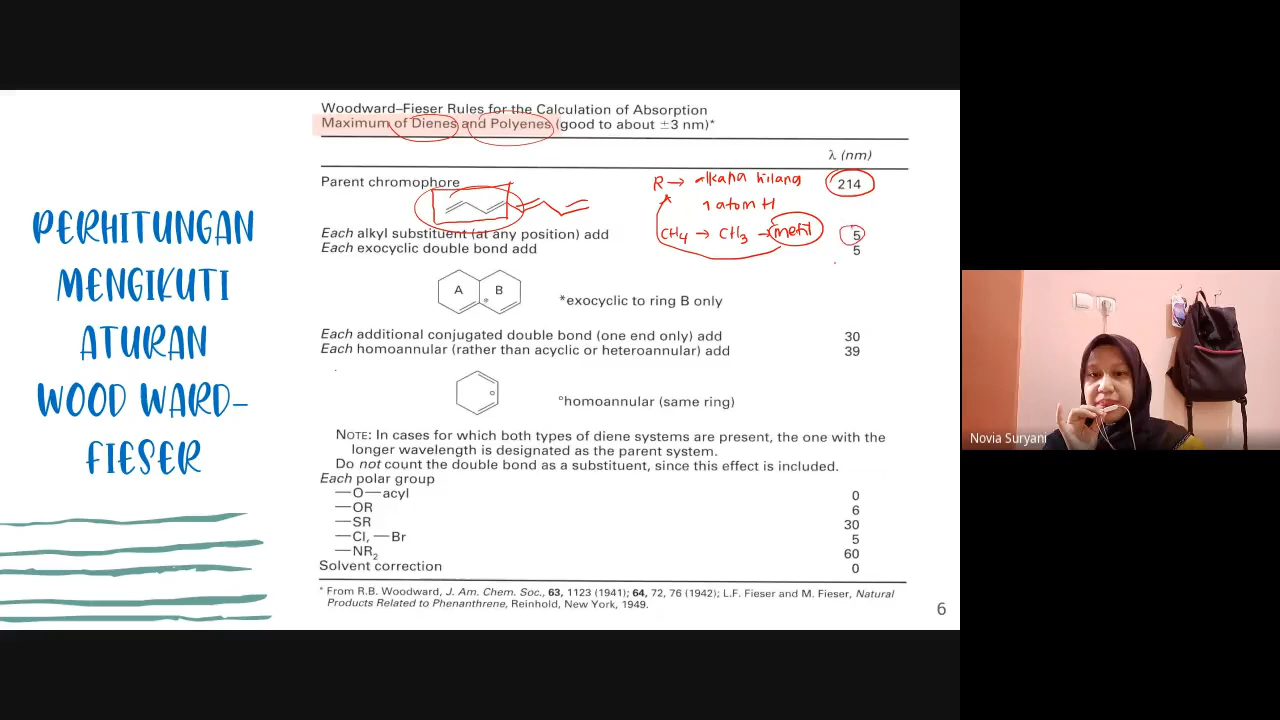 PERHITUNGAN
MENGIKUTI
ATURAN
WOOD WARD-
FIESER
Woodward–Fieser Rules for the Calculation of Absorption
Maximum of Dienes and Polyenes (good to about ±3 nm)*
λ (nm)
Parent chromophore 214
R → alkana hilang
1 atom H
CH4 → CH3 → metil
Each alkyl substituent (at any position) add 5
Each exocyclic double bond add 5
A B
* *exocyclic to ring B only
Each additional conjugated double bond (one end only) add 30
Each homoannular (rather than acyclic or heteroannular) add 39
° °homoannular (same ring)
NOTE: In cases for which both types of diene systems are present, the one with the
longer wavelength is designated as the parent system.
Do not count the double bond as a substituent, since this effect is included.
Each polar group
—O—acyl 0
—OR 6
—SR 30
—Cl, —Br 5
—NR2 60
Solvent correction 0
* From R.B. Woodward, J. Am. Chem. Soc., 63, 1123 (1941); 64, 72, 76 (1942); L.F. Fieser and M. Fieser, Natural
Products Related to Phenanthrene, Reinhold, New York, 1949.
6
Novia Suryani